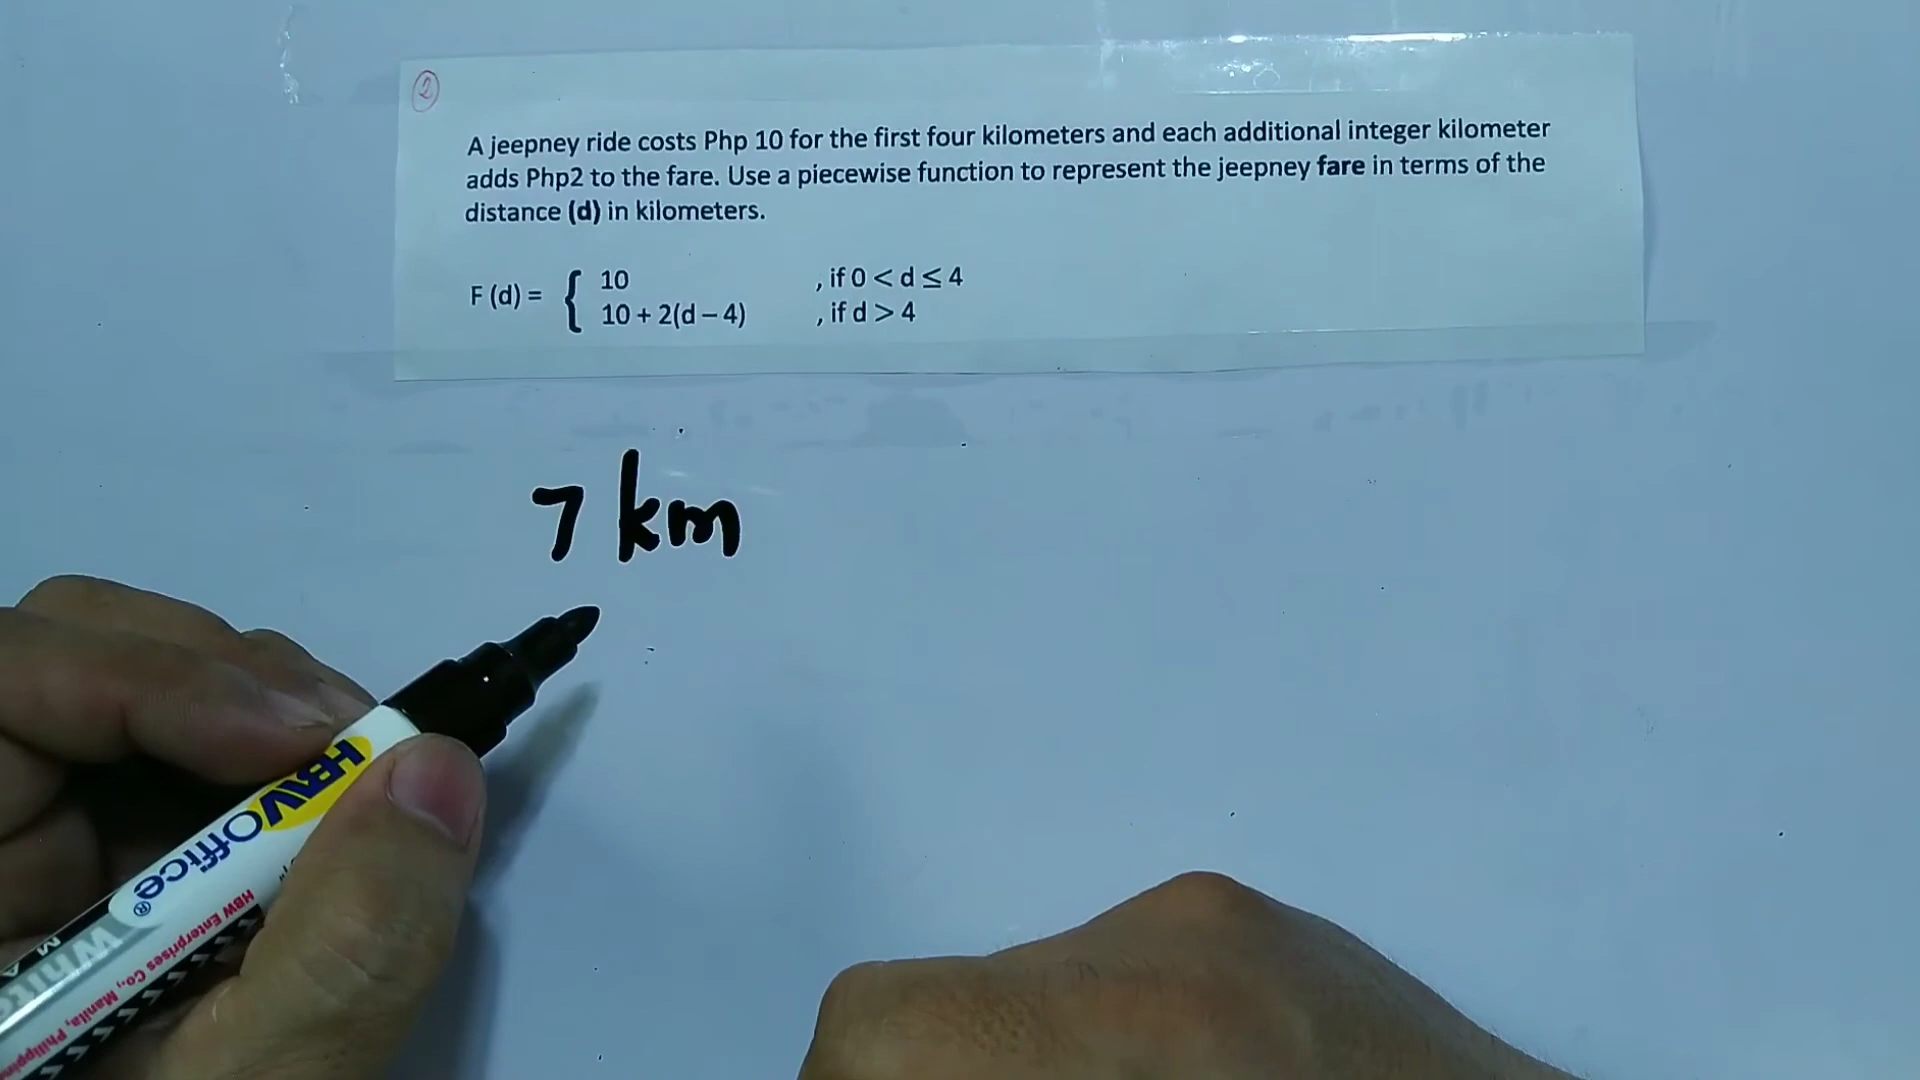 2
A jeepney ride costs Php 10 for the first four kilometers and each additional integer kilometer
adds Php2 to the fare. Use a piecewise function to represent the jeepney fare in terms of the
distance (d) in kilometers.
F (d) = { 10 , if 0 < d ≤ 4
10 + 2(d – 4) , if d > 4
7 km
HBW Office®
HBW Enterprises Co., Manila, Philippin